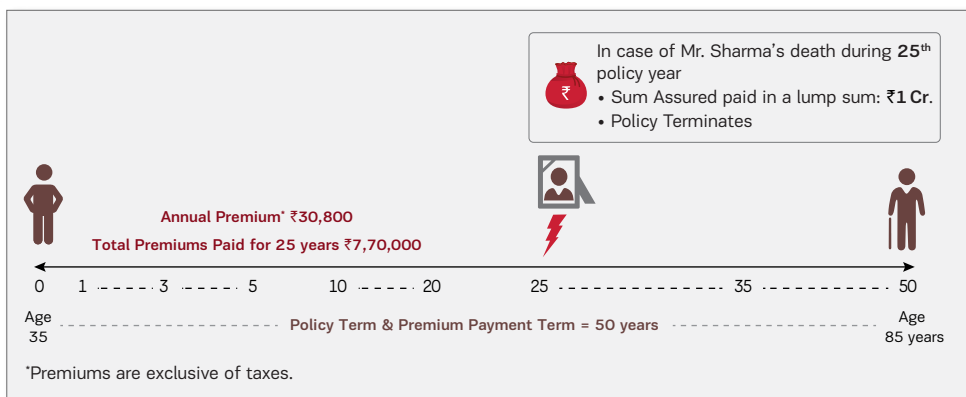 In case of Mr. Sharma's death during 25th
policy year
• Sum Assured paid in a lump sum: ₹1 Cr.
• Policy Terminates
₹
Annual Premium* ₹30,800
Total Premiums Paid for 25 years ₹7,70,000
0 1 - - - - - - 3 - - - - - - 5 10 - - - - - - 20 25 - - - - - - - - - - - - - - - 35 - - - - - - - - - - - - 50
Age
35
Policy Term & Premium Payment Term = 50 years
Age
85 years
*Premiums are exclusive of taxes.